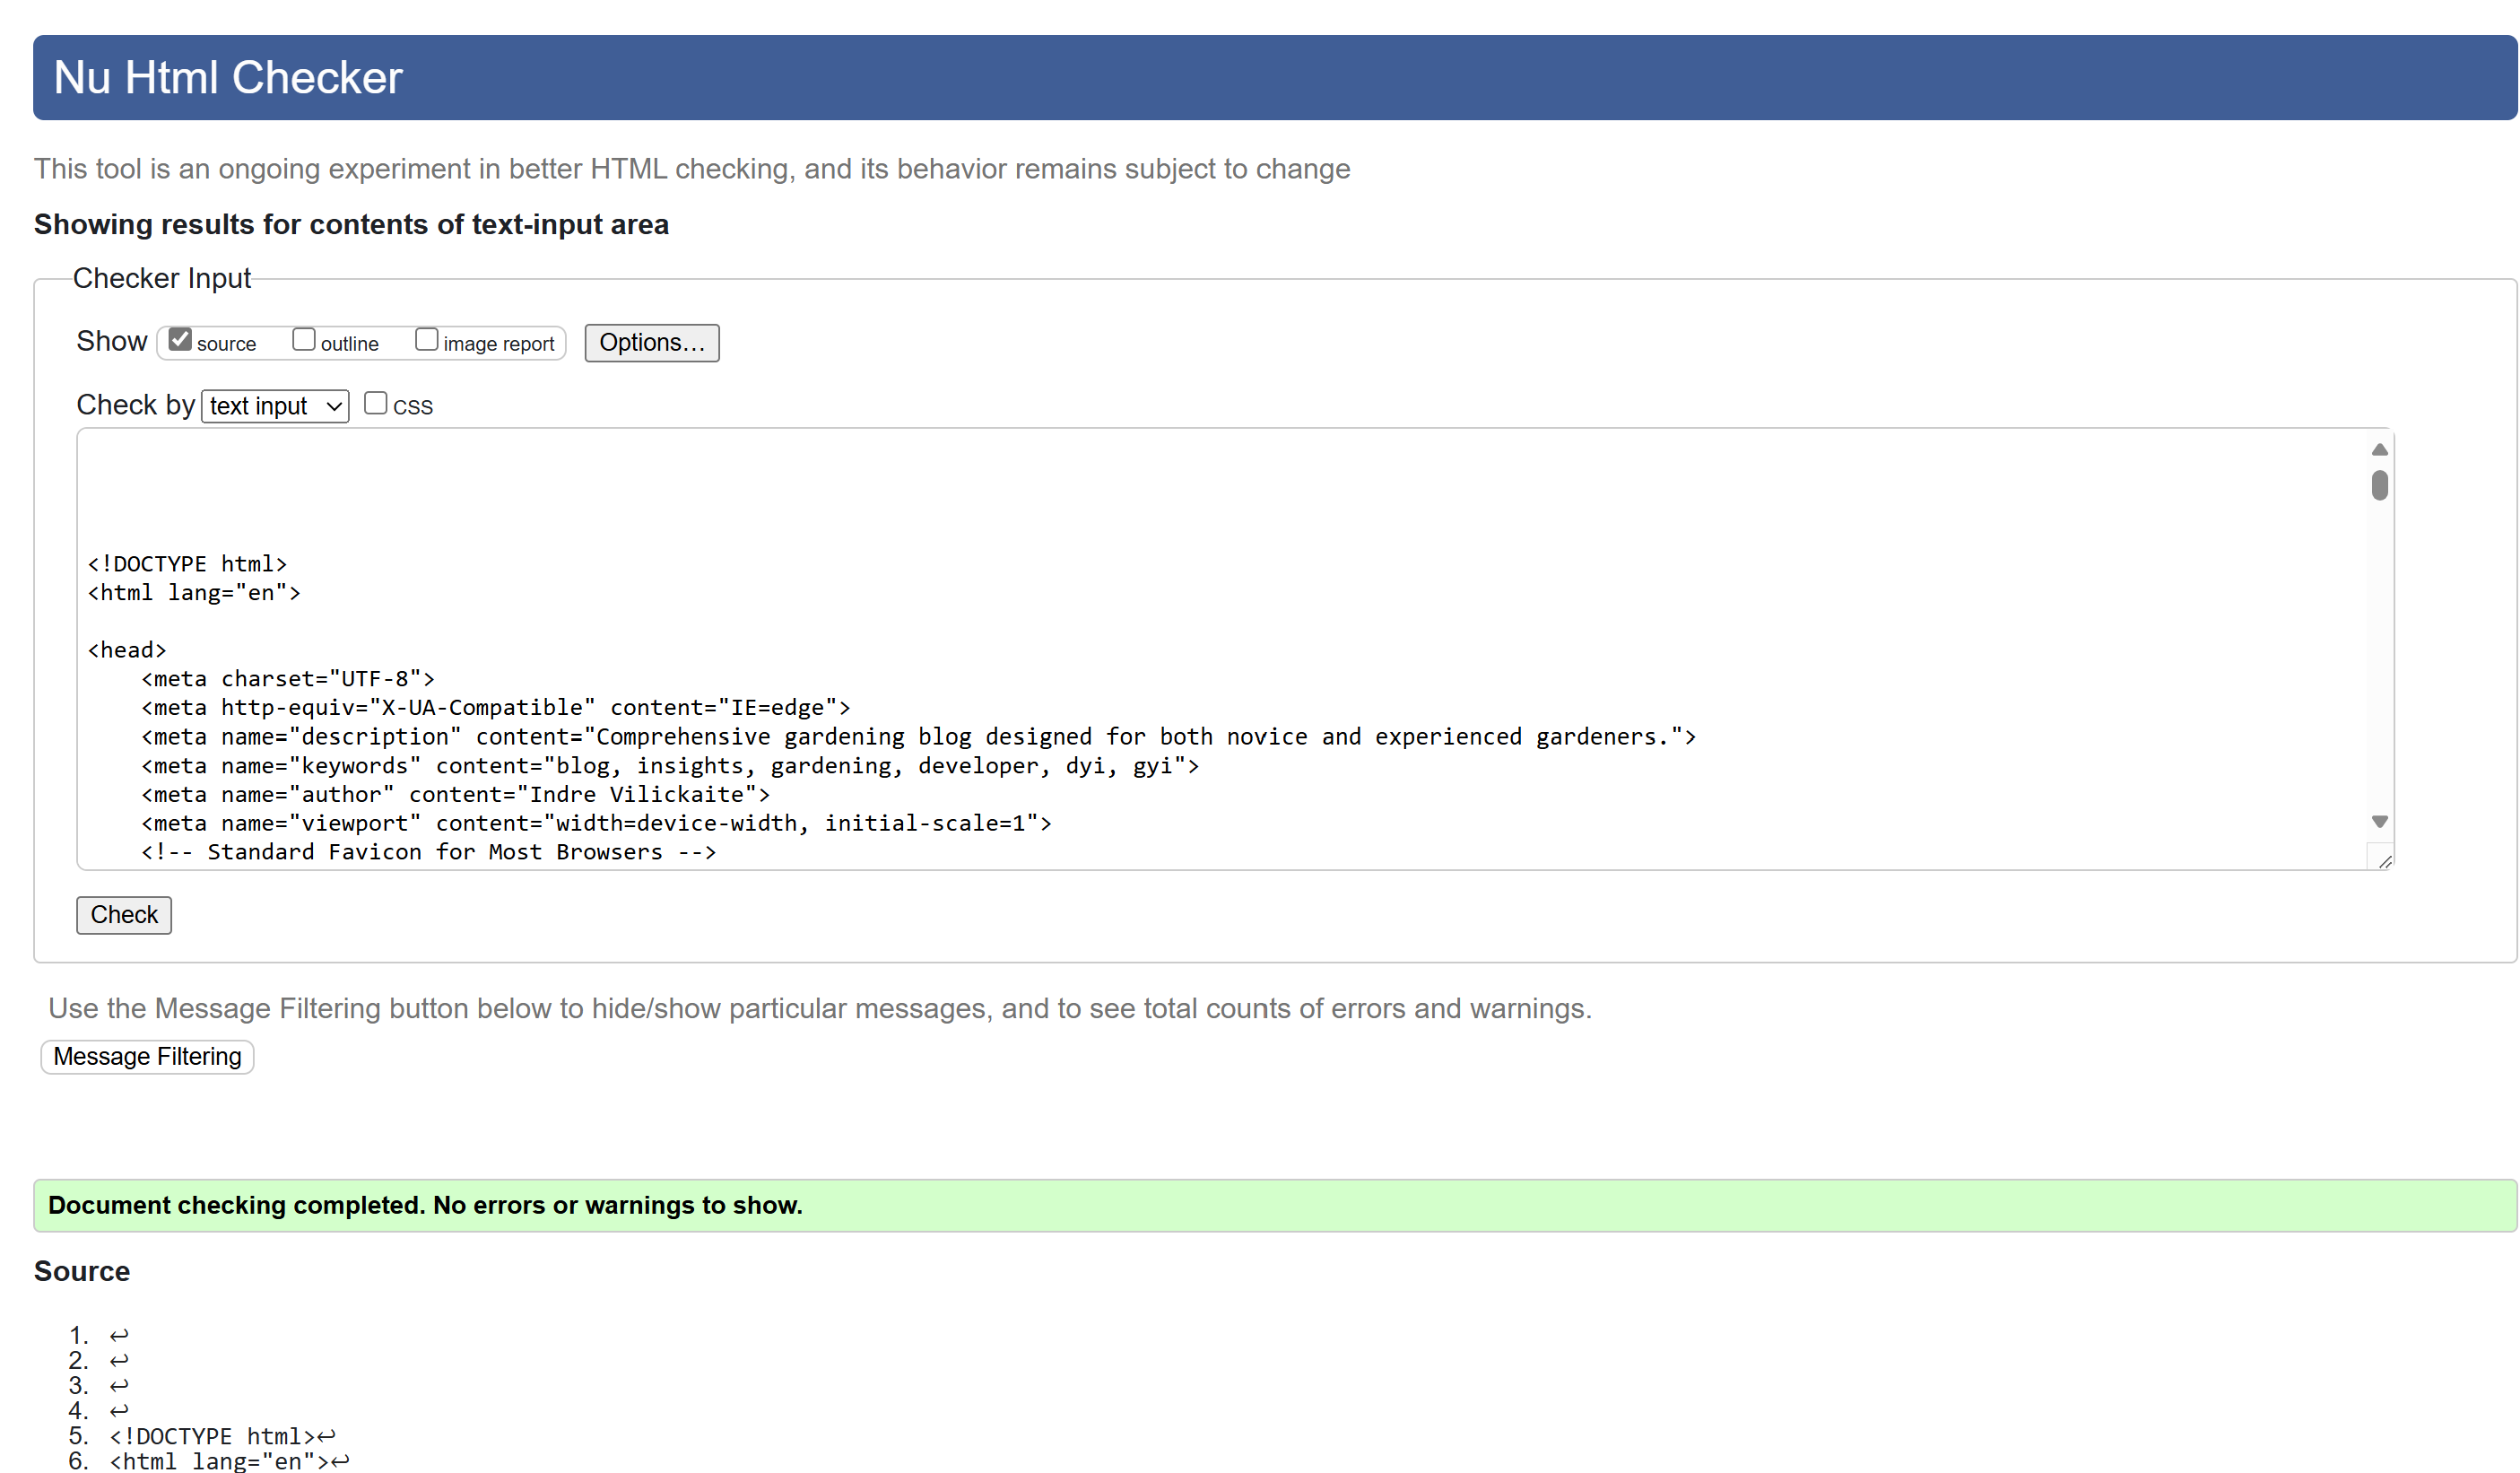 Nu Html Checker
This tool is an ongoing experiment in better HTML checking, and its behavior remains subject to change
Showing results for contents of text-input area
Checker Input
Show source outline image report Options…
Check by text input CSS
<!DOCTYPE html>
<html lang="en">
<head>
    <meta charset="UTF-8">
    <meta http-equiv="X-UA-Compatible" content="IE=edge">
    <meta name="description" content="Comprehensive gardening blog designed for both novice and experienced gardeners.">
    <meta name="keywords" content="blog, insights, gardening, developer, dyi, gyi">
    <meta name="author" content="Indre Vilickaite">
    <meta name="viewport" content="width=device-width, initial-scale=1">
    <!-- Standard Favicon for Most Browsers -->
Check
Use the Message Filtering button below to hide/show particular messages, and to see total counts of errors and warnings.
Message Filtering
Document checking completed. No errors or warnings to show.
Source
1. ↩
2. ↩
3. ↩
4. ↩
5. <!DOCTYPE html>↩
6. <html lang="en">↩